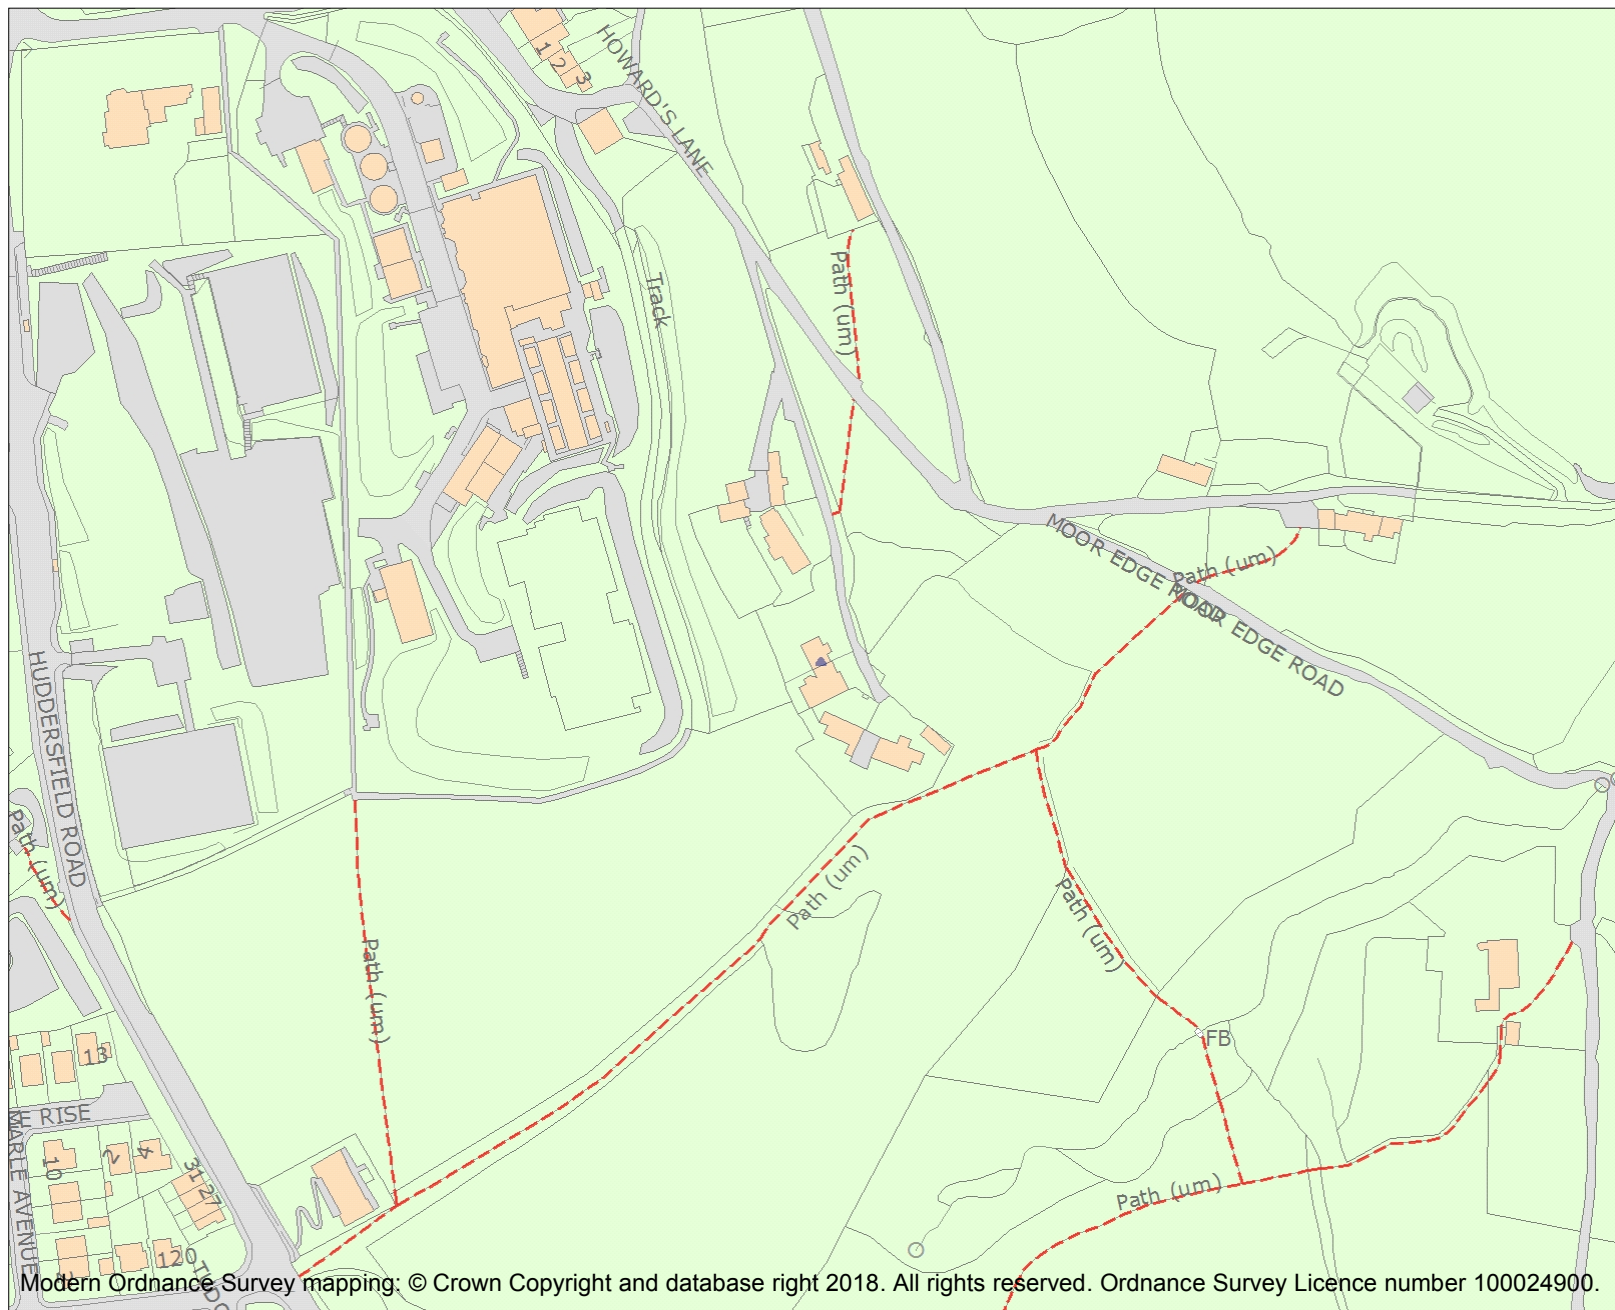 1
2
3
HOWARD'S LANE
Track
Path (um)
MOOR EDGE ROAD
Path (um)
MOOR EDGE ROAD
HUDDERSFIELD ROAD
Path (um)
Path (um)
Path (um)
Path (um)
FB
13
E RISE
MARLE AVENUE
10
2
4
31
27
120
Path (um)
Modern Ordnance Survey mapping: © Crown Copyright and database right 2018. All rights reserved. Ordnance Survey Licence number 100024900.